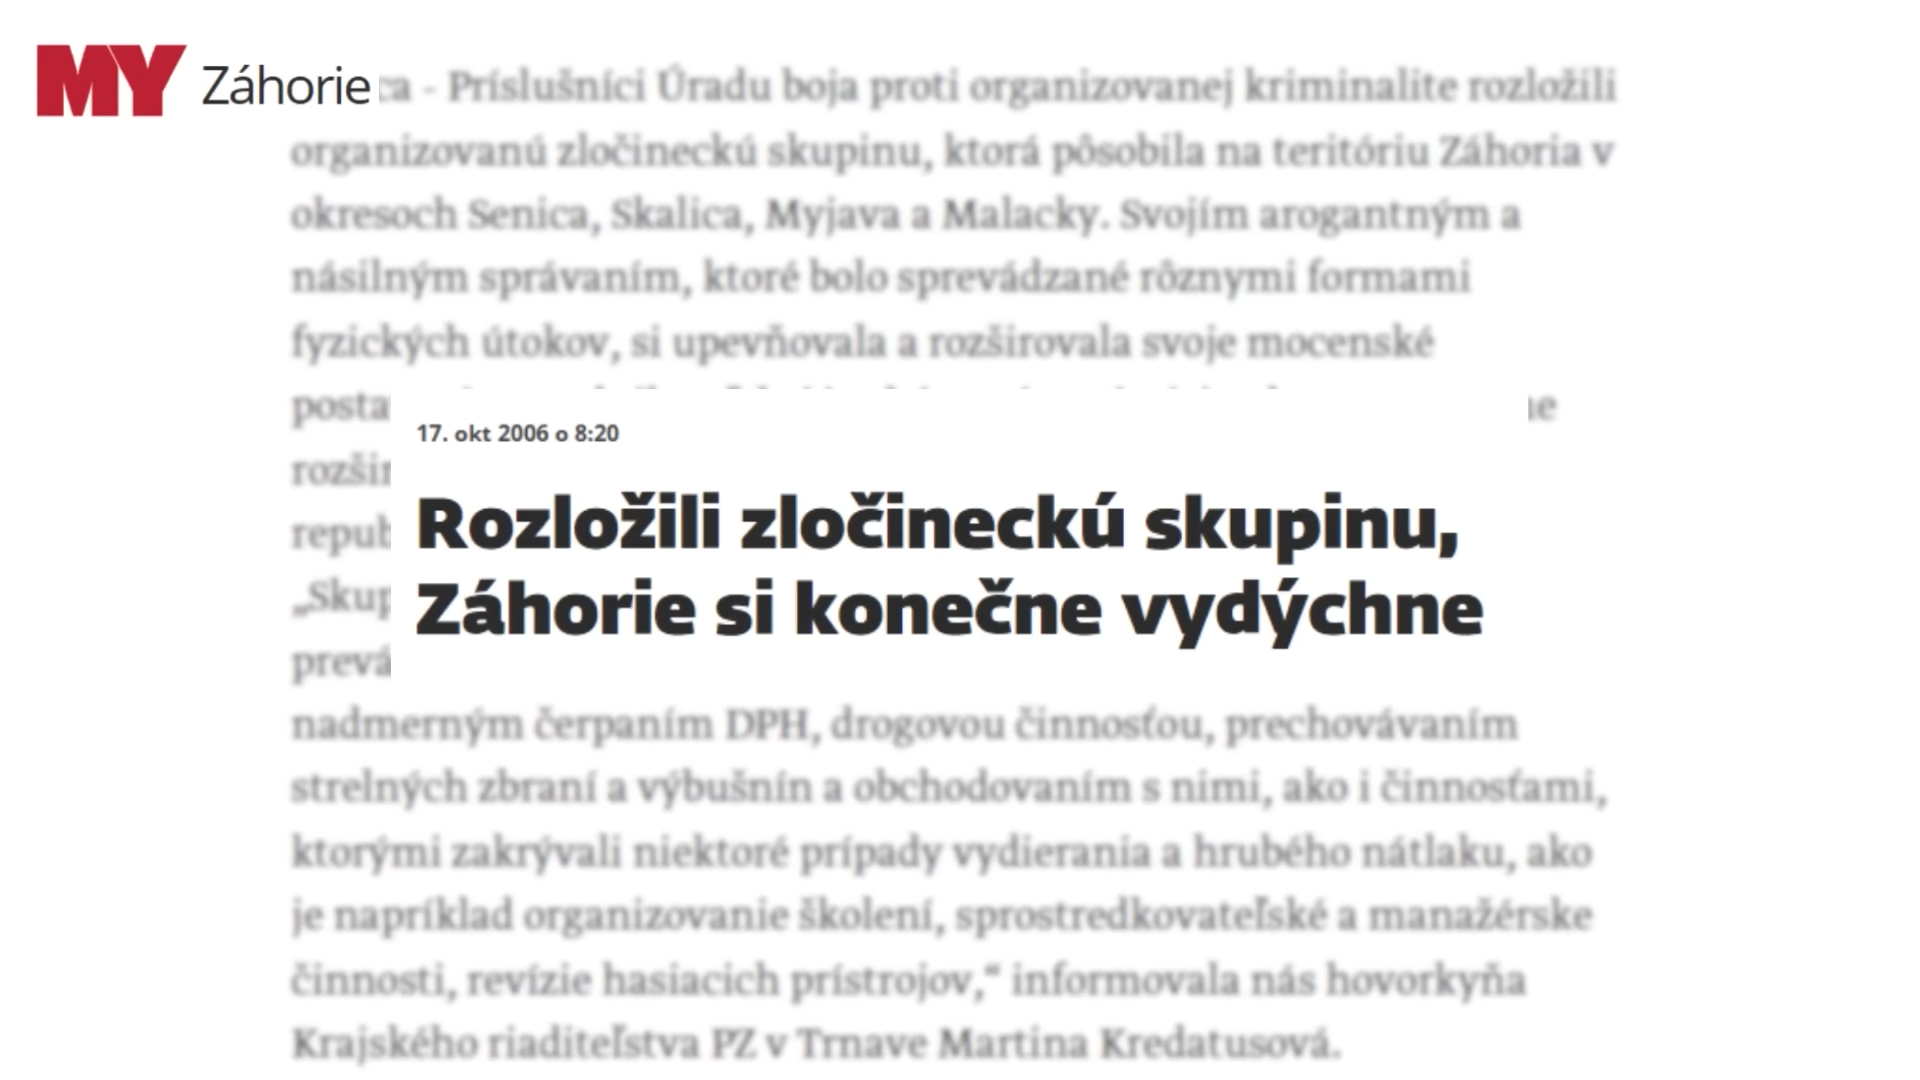 MY Záhorie
ca - Príslušníci Úradu boja proti organizovanej kriminalite rozložili
organizovanú zločineckú skupinu, ktorá pôsobila na teritóriu Záhoria v
okresoch Senica, Skalica, Myjava a Malacky. Svojím arogantným a
násilným správaním, ktoré bolo sprevádzané rôznymi formami
fyzických útokov, si upevňovala a rozširovala svoje mocenské
17. okt 2006 o 8:20
Rozložili zločineckú skupinu,
Záhorie si konečne vydýchne
nadmerným čerpaním DPH, drogovou činnosťou, prechovávaním
strelných zbraní a výbušnín a obchodovaním s nimi, ako i činnosťami,
ktorými zakrývali niektoré prípady vydierania a hrubého nátlaku, ako
je napríklad organizovanie školení, sprostredkovateľské a manažérske
činnosti, revízie hasiacich prístrojov,“ informovala nás hovorkyňa
Krajského riaditeľstva PZ v Trnave Martina Kredatusová.